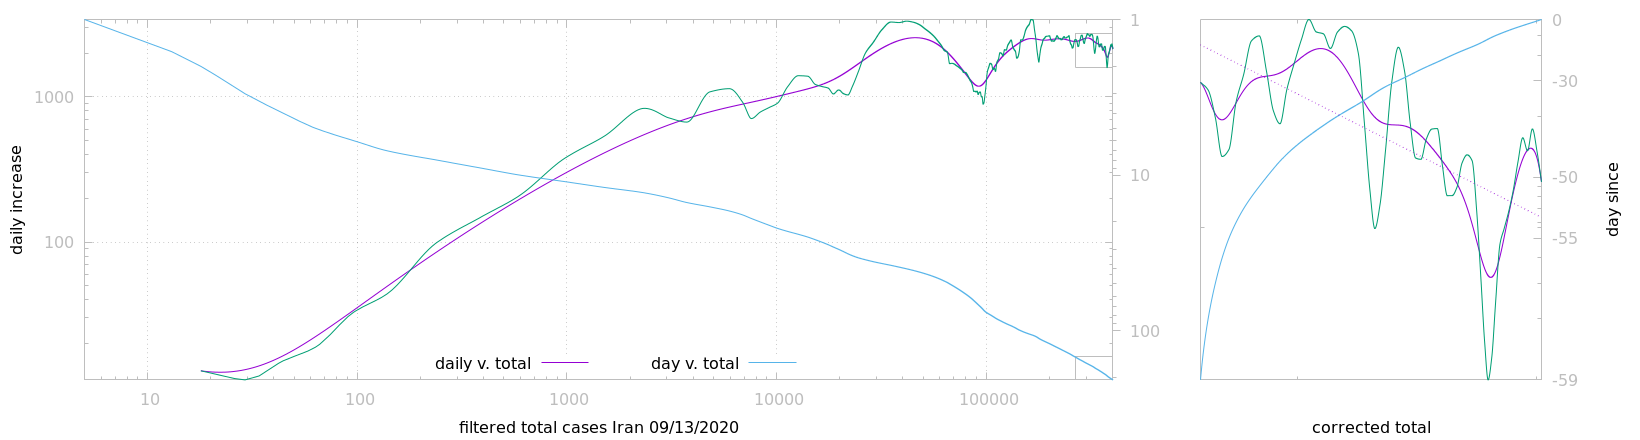 daily increase
1000
100
daily v. total
day v. total
10
100
1000
10000
100000
filtered total cases Iran 09/13/2020
1
10
100
0
-30
-50
-55
-59
day since
corrected total